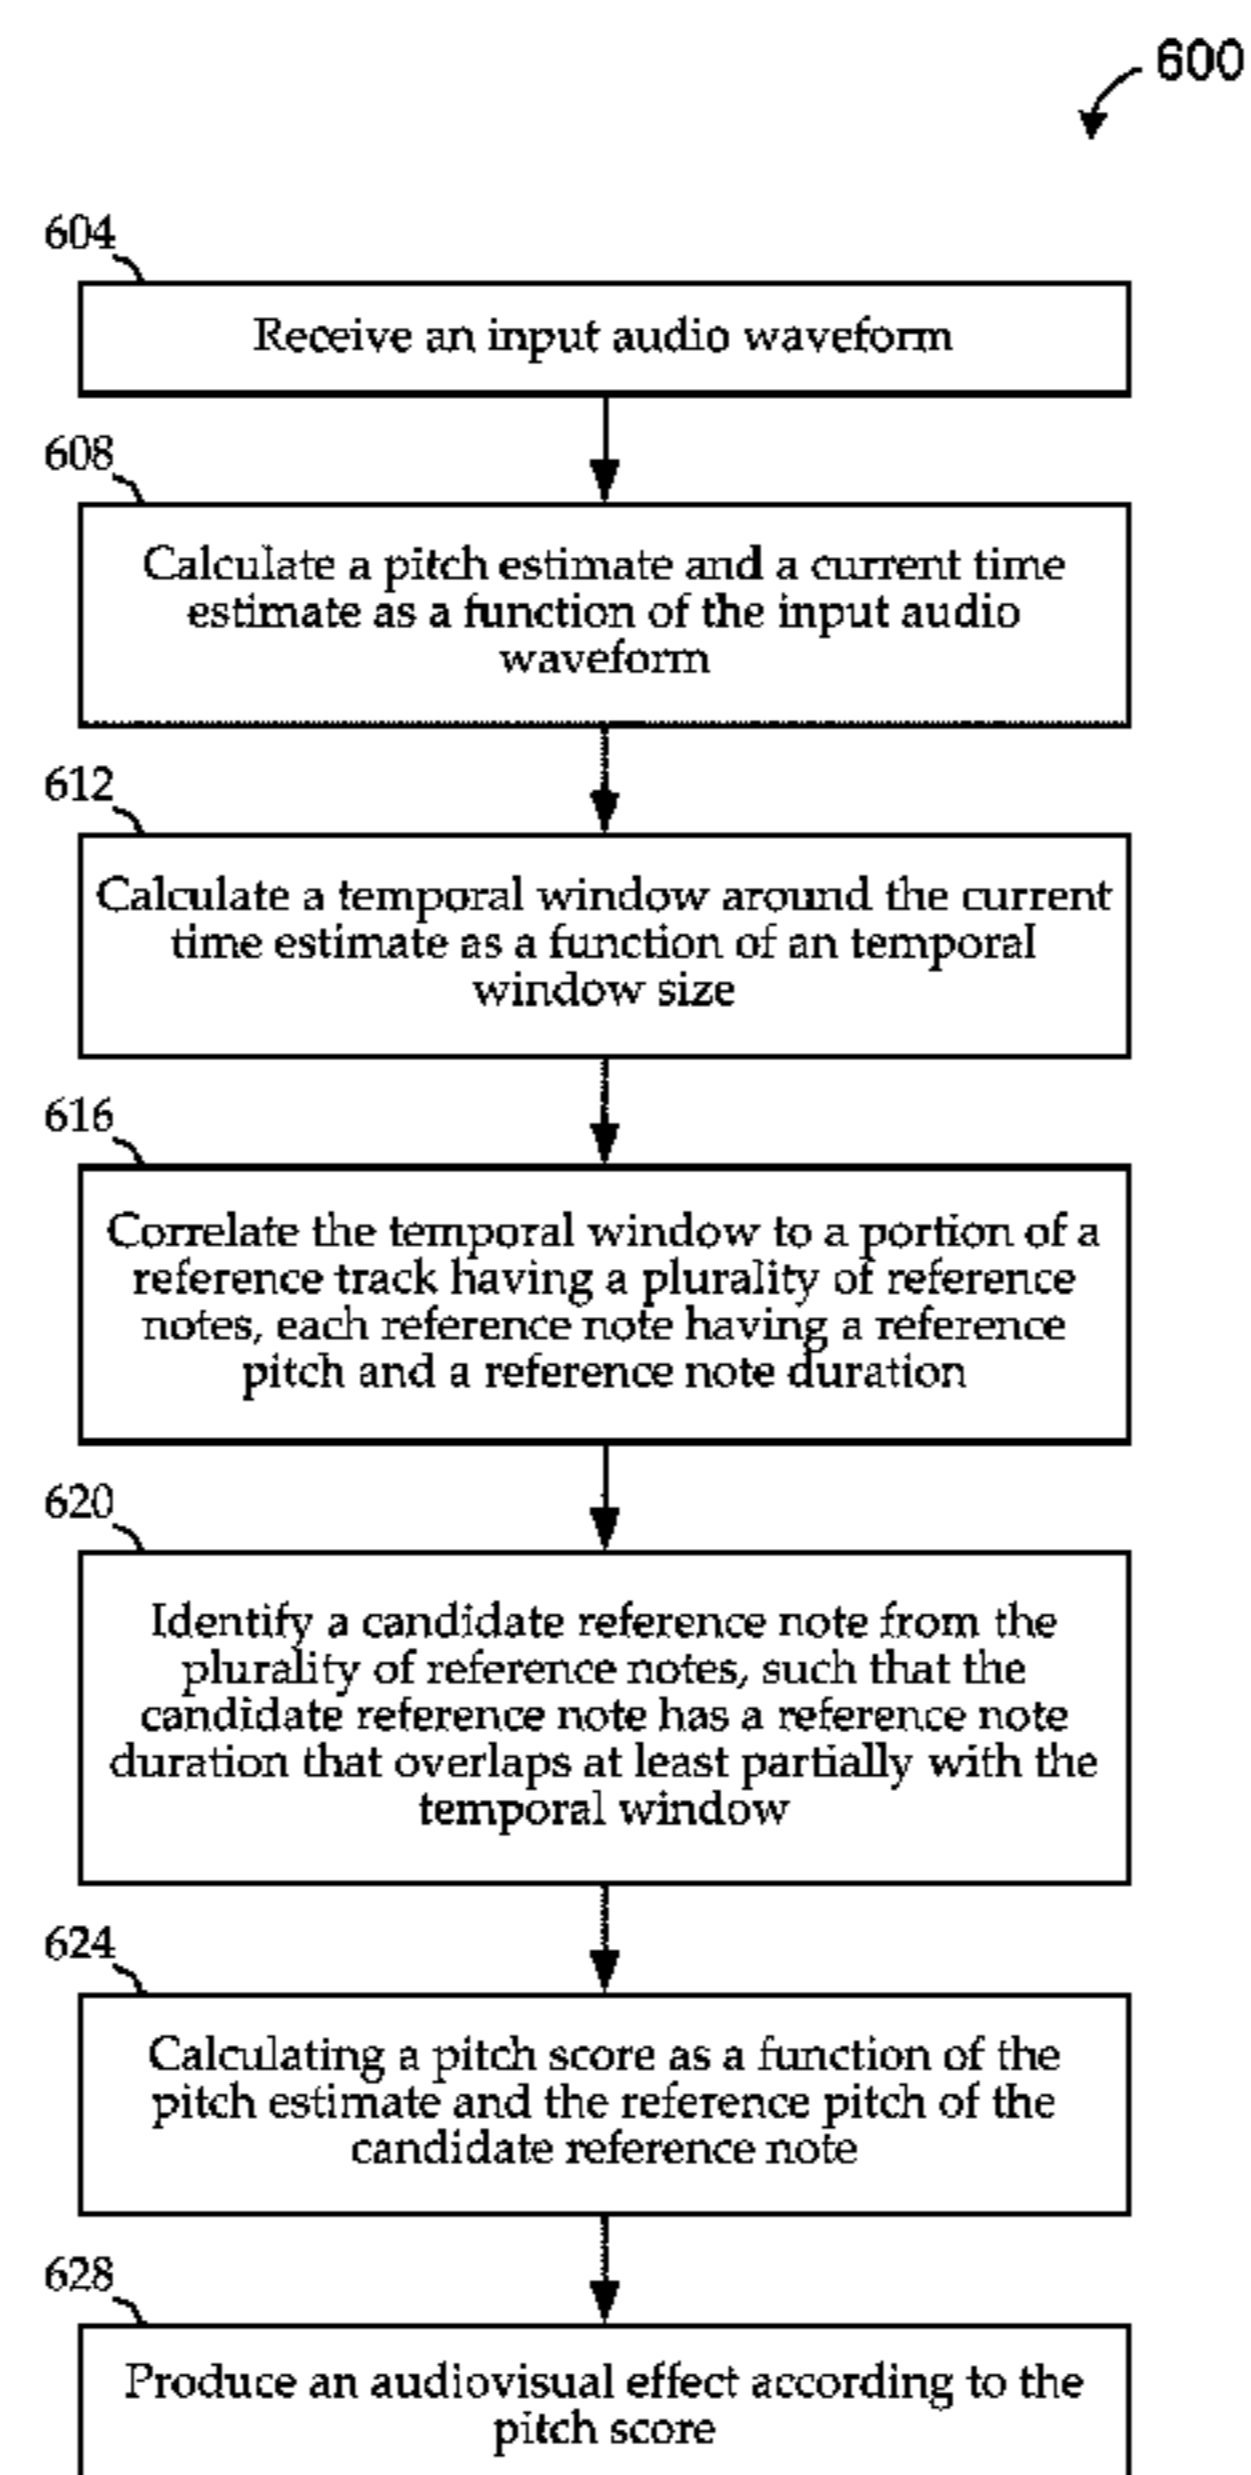 600
604
Receive an input audio waveform
608
Calculate a pitch estimate and a current time
estimate as a function of the input audio
waveform
612
Calculate a temporal window around the current
time estimate as a function of an temporal
window size
616
Correlate the temporal window to a portion of a
reference track having a plurality of reference
notes, each reference note having a reference
pitch and a reference note duration
620
Identify a candidate reference note from the
plurality of reference notes, such that the
candidate reference note has a reference note
duration that overlaps at least partially with the
temporal window
624
Calculating a pitch score as a function of the
pitch estimate and the reference pitch of the
candidate reference note
628
Produce an audiovisual effect according to the
pitch score